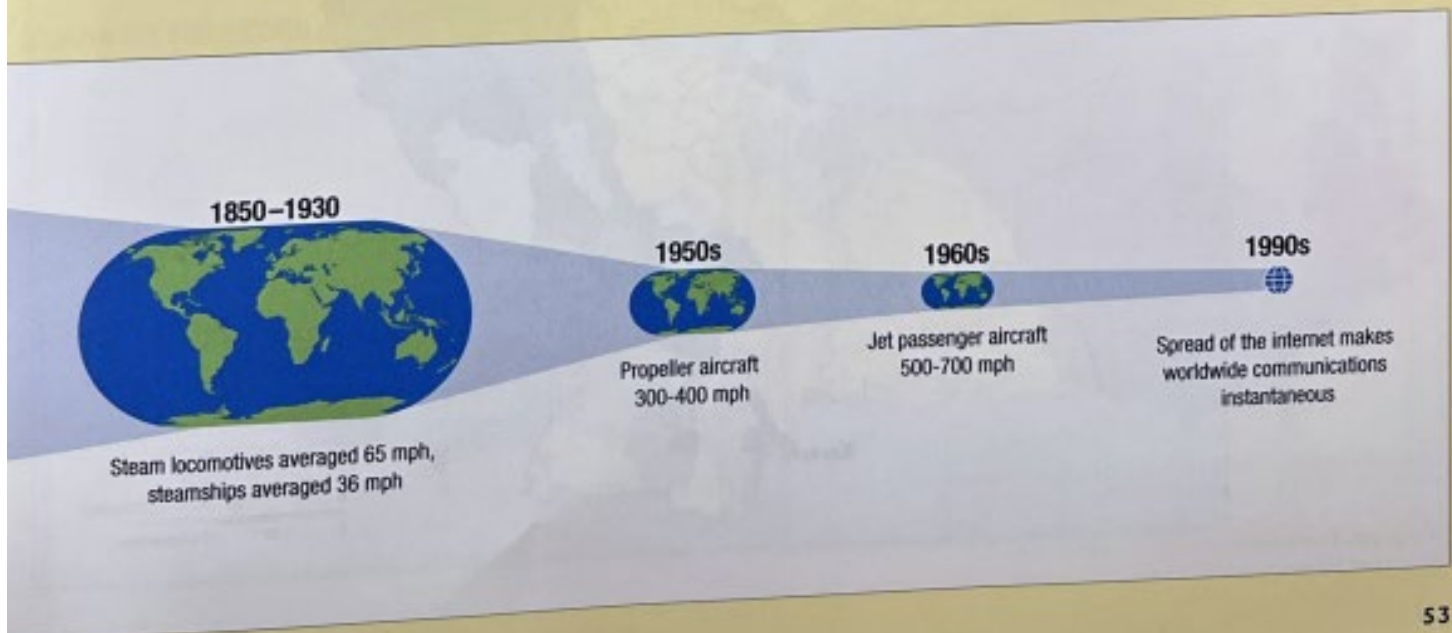 1850–1930
Steam locomotives averaged 65 mph,
steamships averaged 36 mph
1950s
Propeller aircraft
300-400 mph
1960s
Jet passenger aircraft
500-700 mph
1990s
Spread of the internet makes
worldwide communications
instantaneous
53